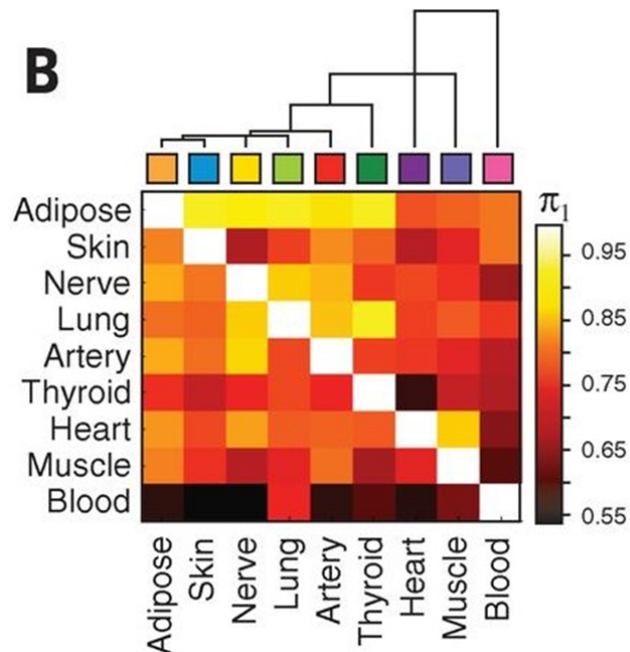 B
Adipose
Skin
Nerve
Lung
Artery
Thyroid
Heart
Muscle
Blood
π1
0.95
0.85
0.75
0.65
0.55
Adipose
Skin
Nerve
Lung
Artery
Thyroid
Heart
Muscle
Blood